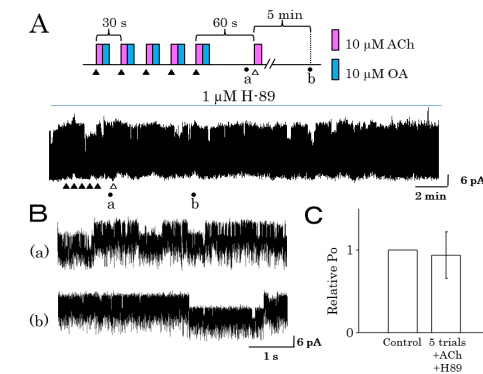 A
30 s
60 s
5 min
10 µM ACh
10 µM OA
a
b
1 µM H-89
6 pA
2 min
a
b
B
(a)
(b)
6 pA
1 s
C
Relative Po
1
0
Control
5 trials
+ACh
+H89